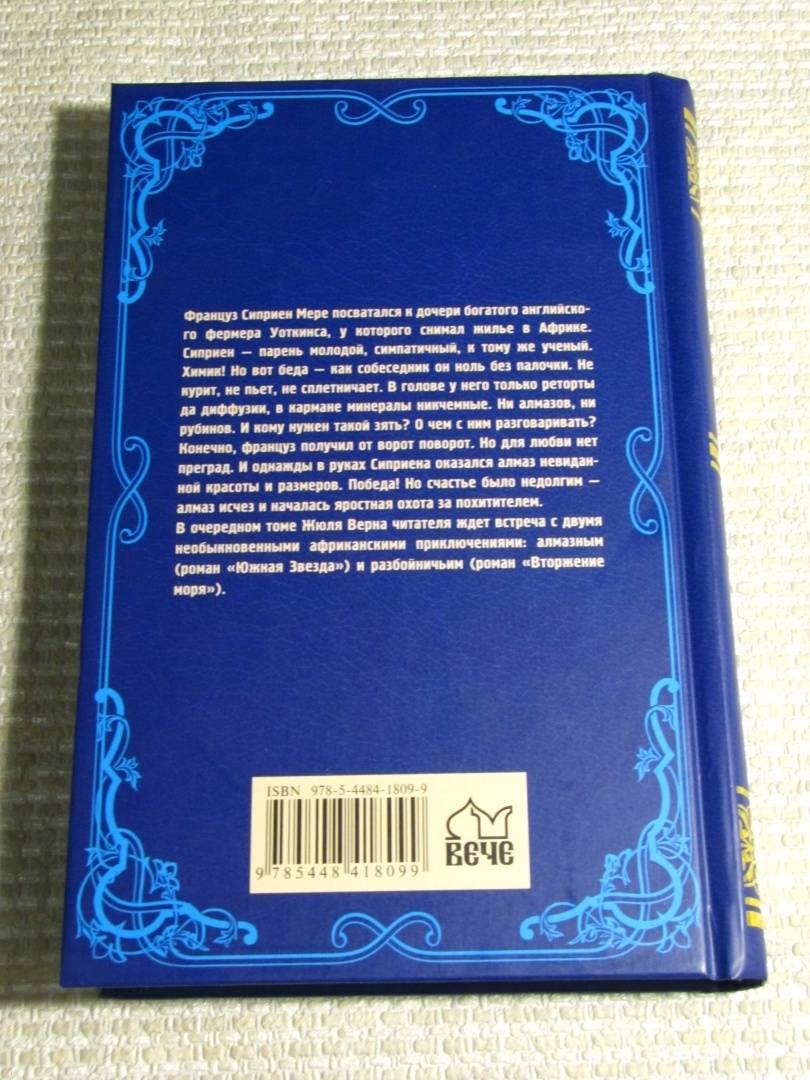 Француз Сиприен Мере посватался к дочери богатого английско-
го фермера Уоткинса, у которого снимал жилье в Африке.
Сиприен — парень молодой, симпатичный, к тому же ученый.
Химик! Но вот беда — как собеседник он ноль без палочки. Не
курит, не пьет, не сплетничает. В голове у него только реторты
да диффузии, в кармане минералы никчемные. Ни алмазов, ни
рубинов. И кому нужен такой зять? О чем с ним разговаривать?
Конечно, француз получил от ворот поворот. Но для любви нет
преград. И однажды в руках Сиприена оказался алмаз невидан-
ной красоты и размеров. Победа! Но счастье было недолгим —
алмаз исчез и началась яростная охота за похитителем.
В очередном томе Жюля Верна читателя ждет встреча с двумя
необыкновенными африканскими приключениями: алмазным
(роман «Южная Звезда») и разбойничьим (роман «Вторжение
моря»).
ISBN 978-5-4484-1809-9
ВЕЧЕ
9 785448 418099